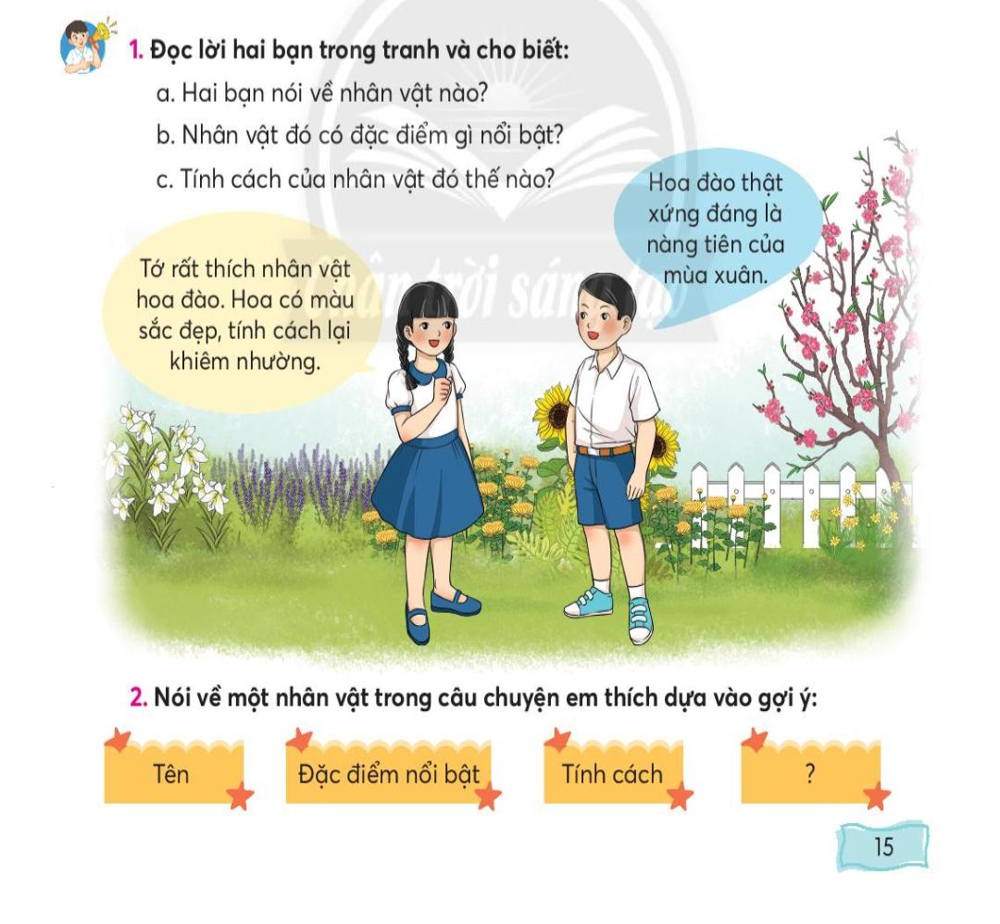 1. Đọc lời hai bạn trong tranh và cho biết:
a. Hai bạn nói về nhân vật nào?
b. Nhân vật đó có đặc điểm gì nổi bật?
c. Tính cách của nhân vật đó thế nào?
Tớ rất thích nhân vật
hoa đào. Hoa có màu
sắc đẹp, tính cách lại
khiêm nhường.
Hoa đào thật
xứng đáng là
nàng tiên của
mùa xuân.
Chân trời sáng tạo
2. Nói về một nhân vật trong câu chuyện em thích dựa vào gợi ý:
Tên
Đặc điểm nổi bật
Tính cách
?
15